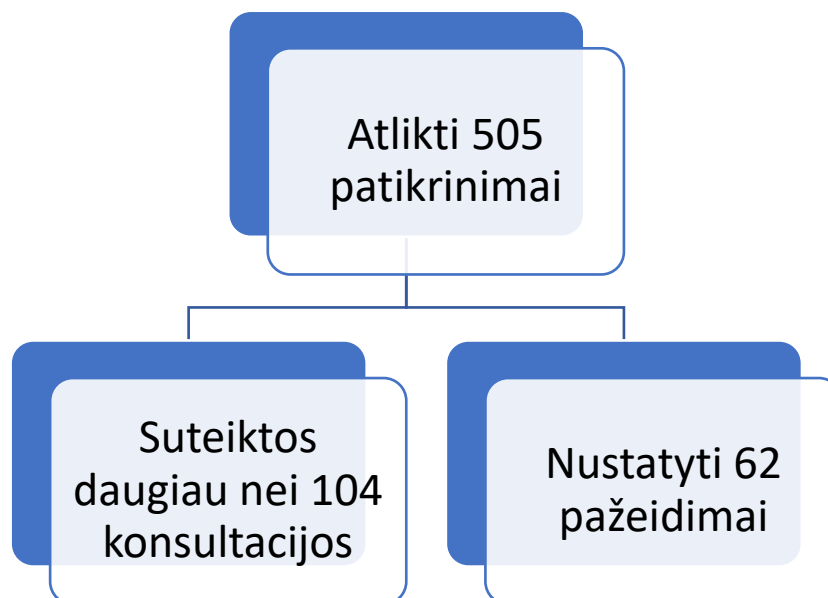 Atlikti 505
patikrinimai
Suteiktos
daugiau nei 104
konsultacijos
Nustatyti 62
pažeidimai